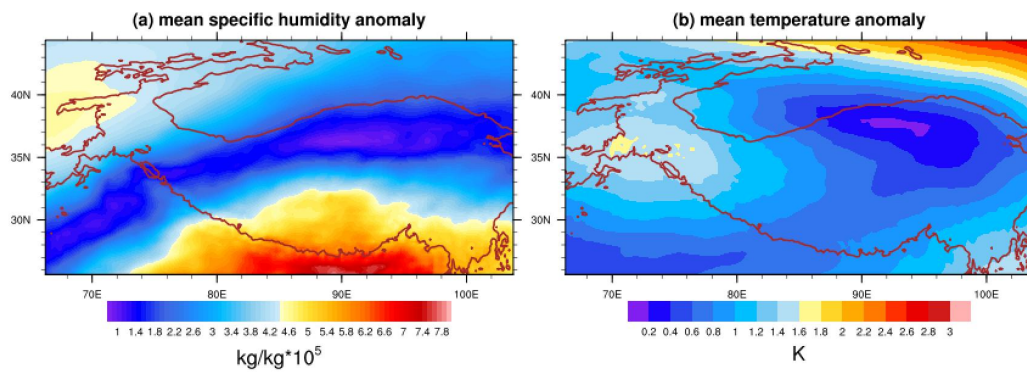 (a) mean specific humidity anomaly
40N
35N
30N
70E 80E 90E 100E
1 1.4 1.8 2.2 2.6 3 3.4 3.8 4.2 4.6 5 5.4 5.8 6.2 6.6 7 7.4 7.8
kg/kg*10^5
(b) mean temperature anomaly
40N
35N
30N
70E 80E 90E 100E
0.2 0.4 0.6 0.8 1 1.2 1.4 1.6 1.8 2 2.2 2.4 2.6 2.8 3
K